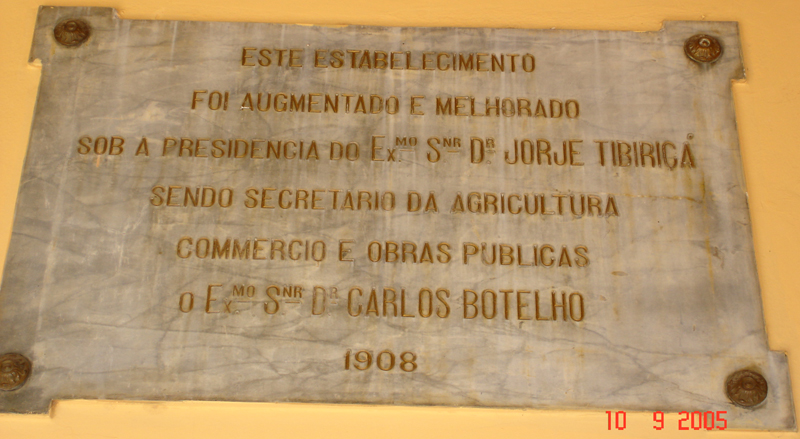 ESTE ESTABELECIMENTO
FOI AUGMENTADO E MELHORADO
SOB A PRESIDENCIA DO Exᴹᴼ Sᴺᴿ Dᴿ JORJE TIBIRIÇÁ
SENDO SECRETARIO DA AGRICULTURA
COMMERCIO E OBRAS PUBLICAS
O Exᴹᴼ Sᴺᴿ Dᴿ CARLOS BOTELHO
1908
10 9 2005